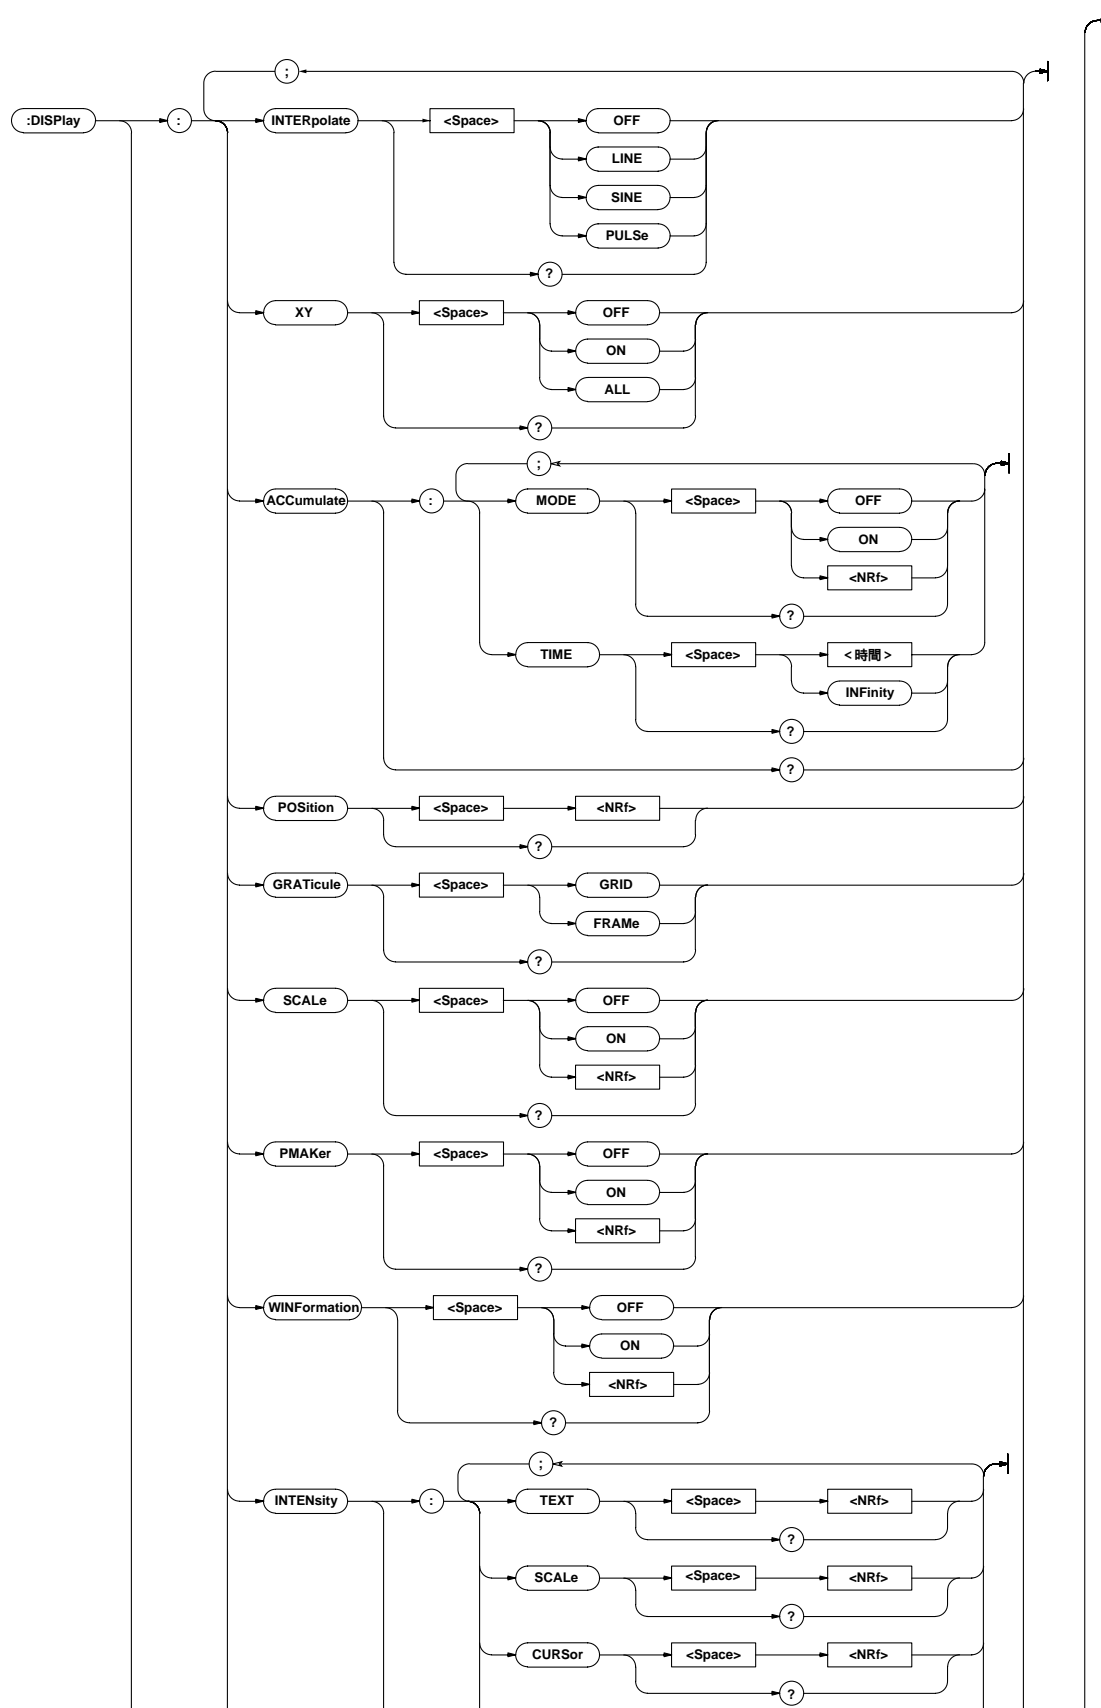 ;
:DISPlay : INTERpolate <Space> OFF
LINE
SINE
PULSe
?
XY <Space> OFF
ON
ALL
?
;
ACCumulate : MODE <Space> OFF
ON
<NRf>
?
TIME <Space> <時間>
INFinity
?
?
POSition <Space> <NRf>
?
GRATicule <Space> GRID
FRAMe
?
SCALe <Space> OFF
ON
<NRf>
?
PMAKer <Space> OFF
ON
<NRf>
?
WINFormation <Space> OFF
ON
<NRf>
?
;
INTENsity : TEXT <Space> <NRf>
?
SCALe <Space> <NRf>
?
CURSor <Space> <NRf>
?